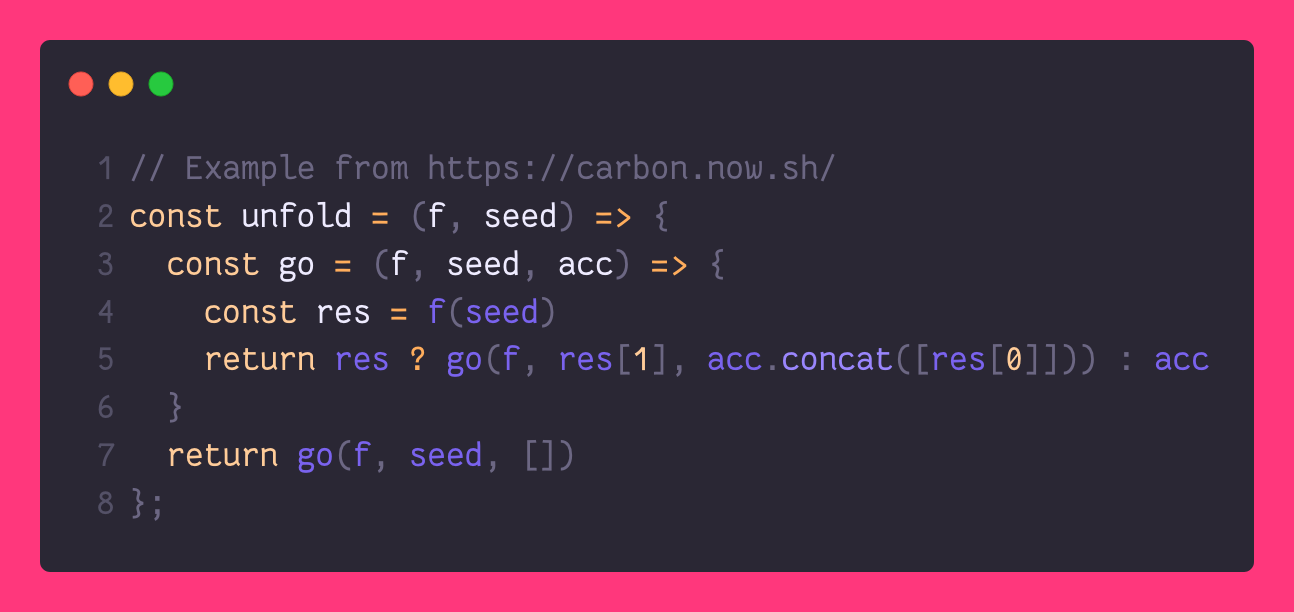 1 // Example from https://carbon.now.sh/
2 const unfold = (f, seed) => {
3   const go = (f, seed, acc) => {
4     const res = f(seed)
5     return res ? go(f, res[1], acc.concat([res[0]])) : acc
6   }
7   return go(f, seed, [])
8 };